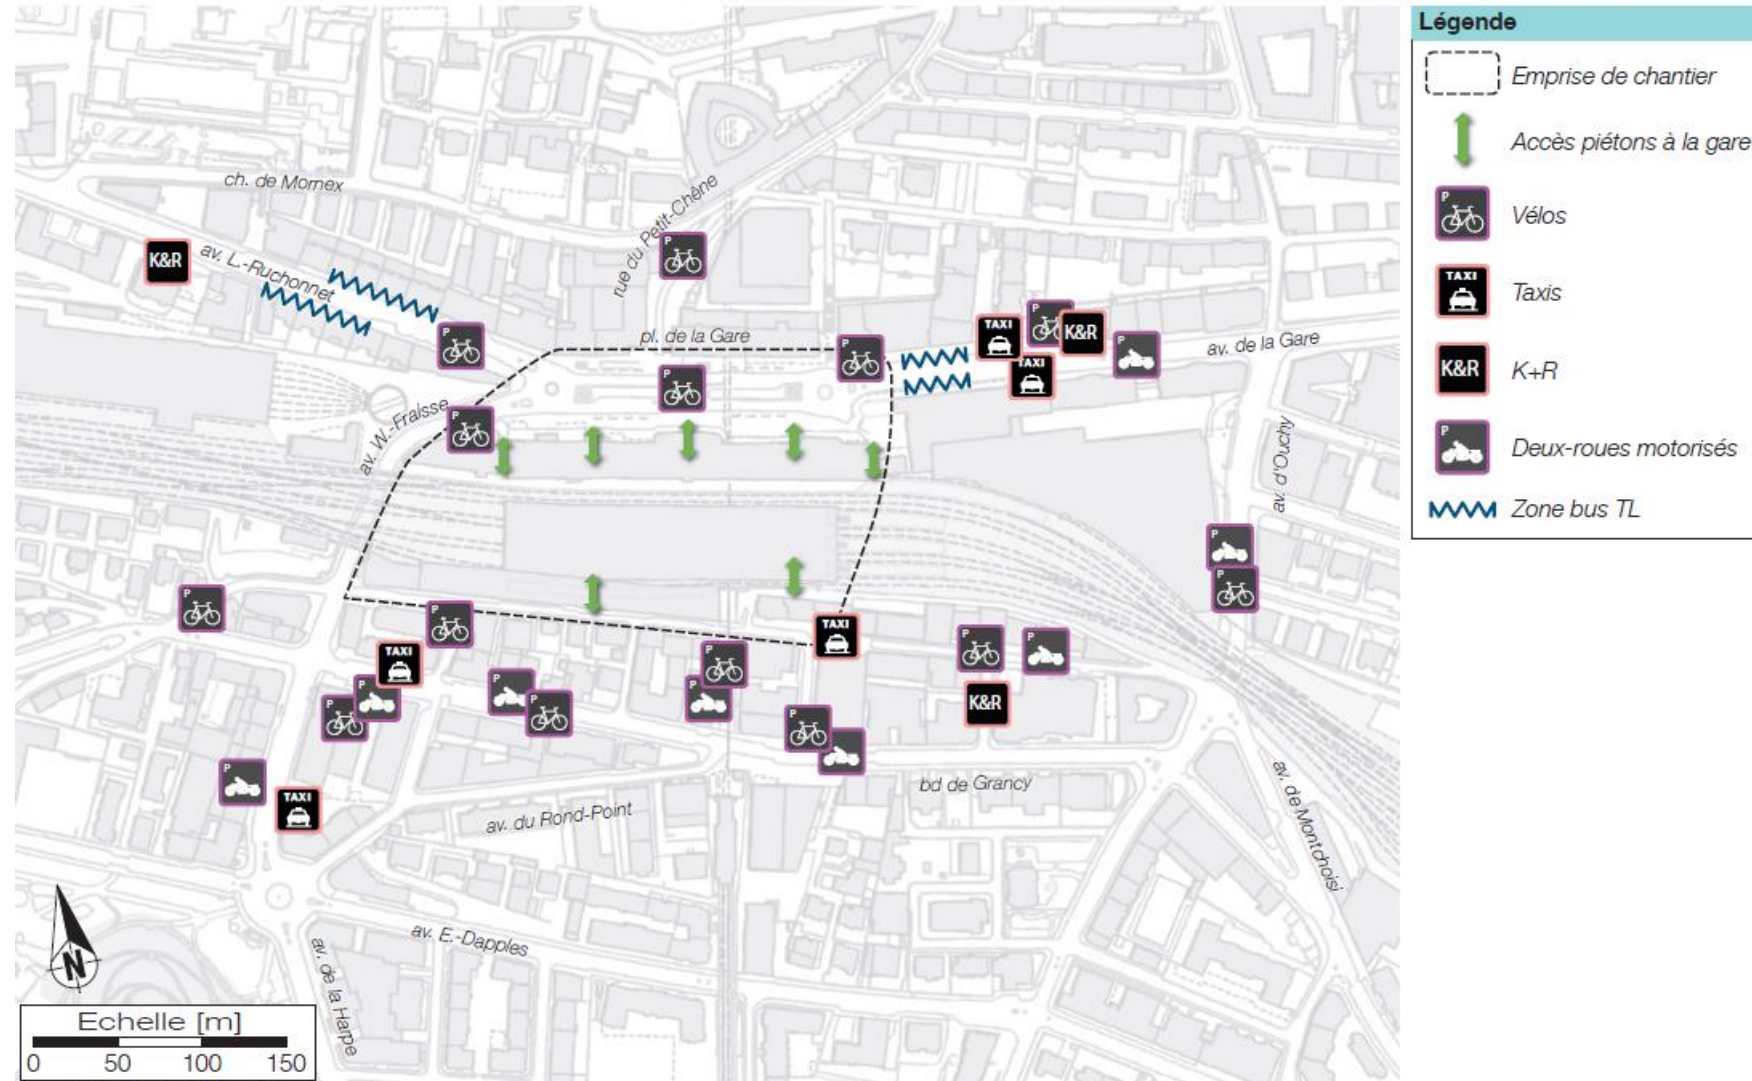 Légende
Emprise de chantier
Accès piétons à la gare
P
Vélos
TAXI
Taxis
K&R
K+R
P
Deux-roues motorisés
Zone bus TL
ch. de Mornex
rue du Petit-Chêne
P
K&R
av. L.-Ruchonnet
P
pl. de la Gare
P
TAXI
P
K&R
P
av. de la Gare
TAXI
P
av. W.-Fraisse
P
av. d'Ouchy
P
P
P
P
TAXI
P
P
TAXI
P
P
P
P
P
P
P
K&R
P
P
TAXI
bd de Grancy
av. du Rond-Point
av. de Montchoisi
av. E.-Dapples
av. de la Harpe
N
Echelle [m]
0 50 100 150